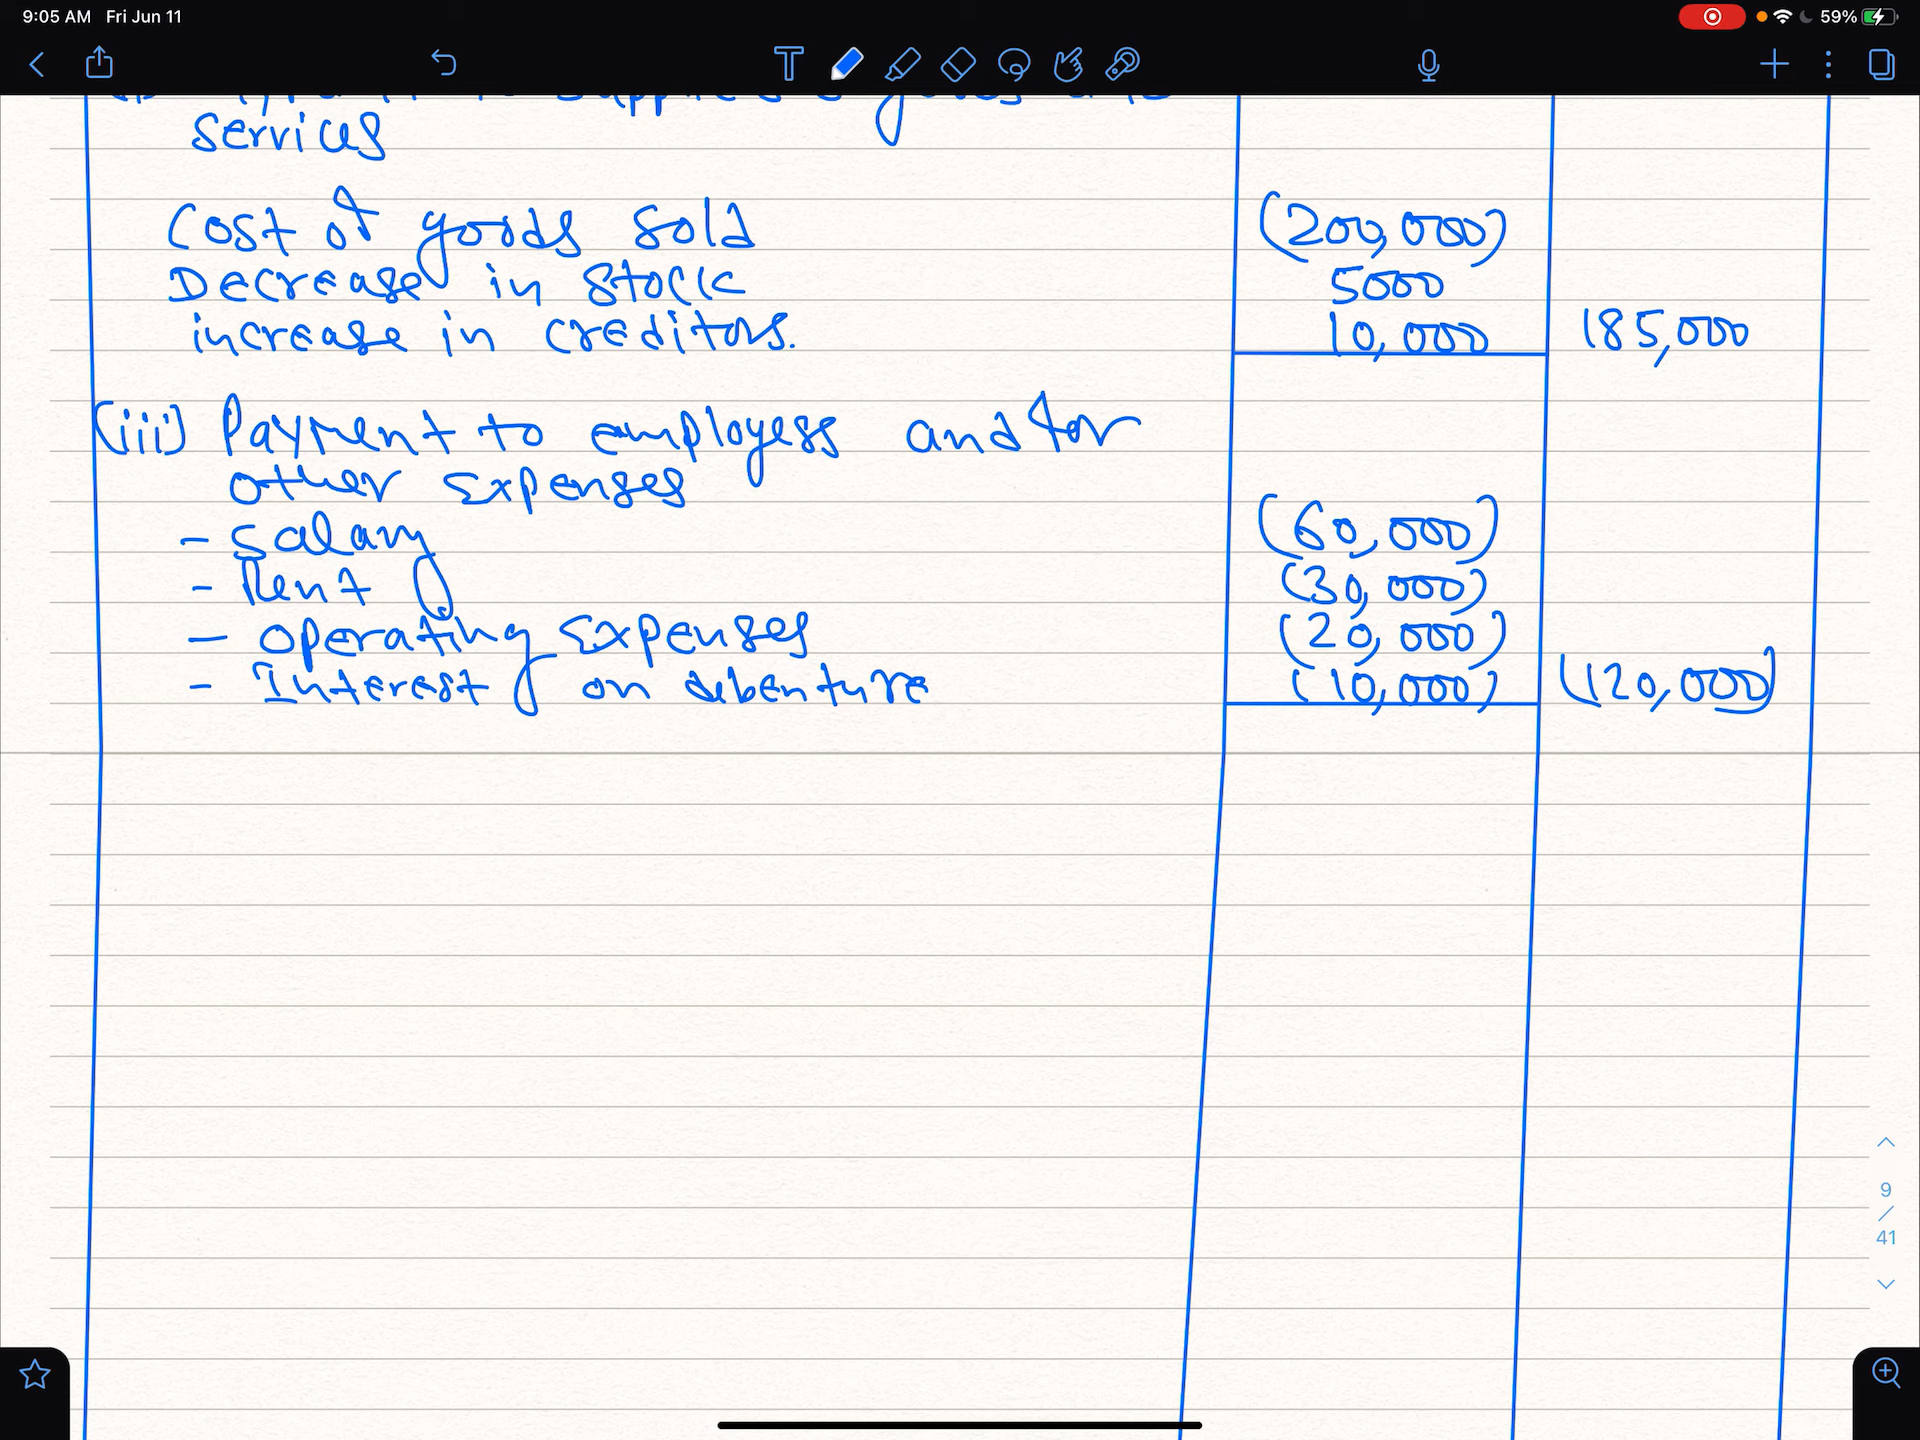 9:05 AM Fri Jun 11
59%
services
Cost of goods sold (200,000)
Decrease in stock 5000
increase in creditors. 10,000 185,000
(iii) Payment to employess and for
other expenses
- Salary (60,000)
- Rent (30,000)
- Operating Expenses (20,000)
- Interest on debenture (10,000) (120,000)
9
/
41